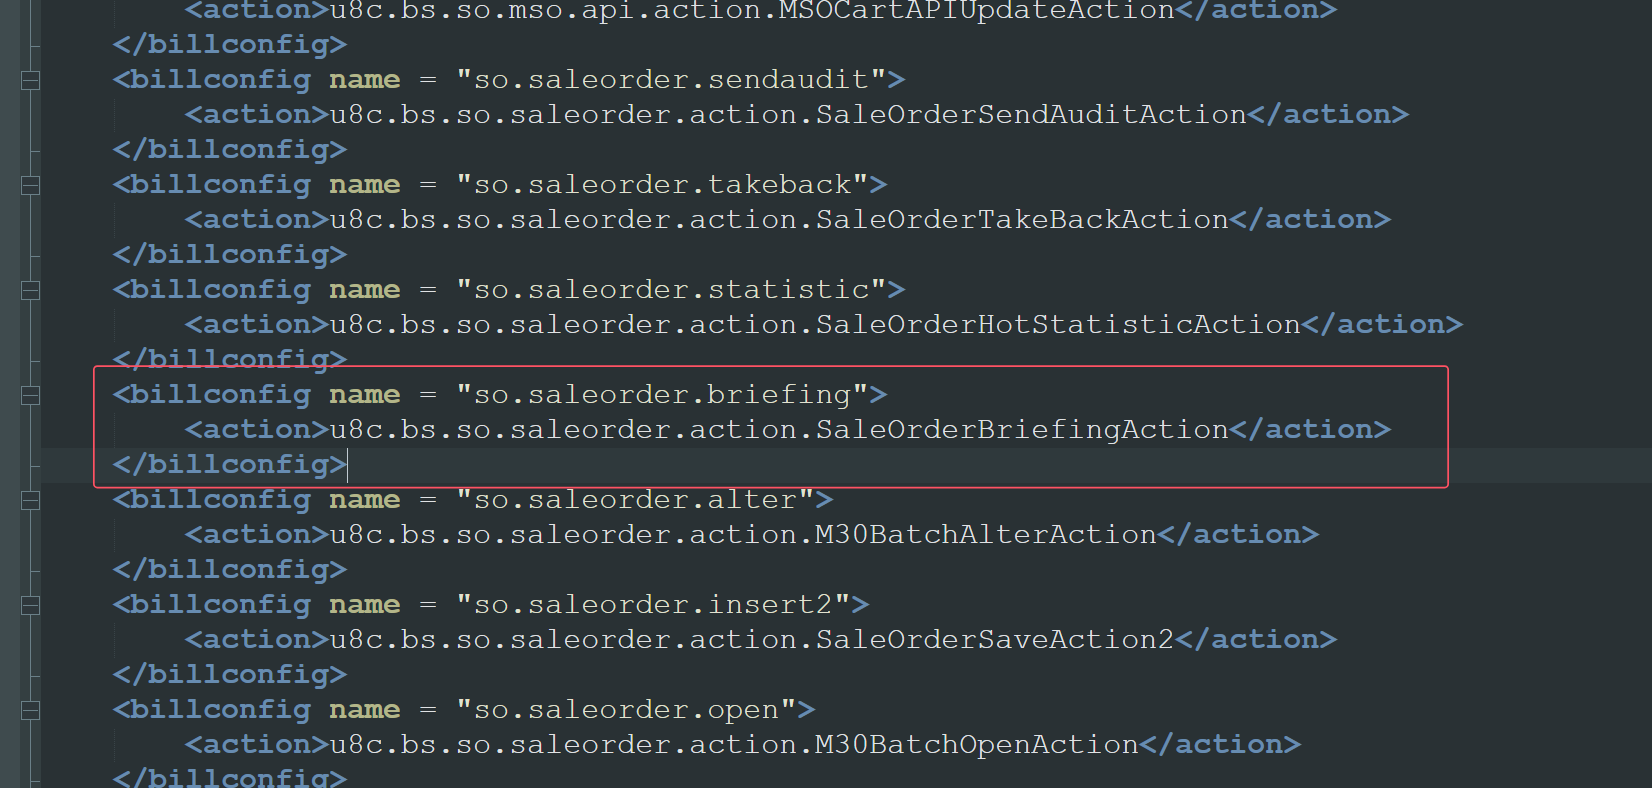 <action>u8c.bs.so.mso.api.action.MSOCartAPIUpdateAction</action>
</billconfig>
<billconfig name = "so.saleorder.sendaudit">
<action>u8c.bs.so.saleorder.action.SaleOrderSendAuditAction</action>
</billconfig>
<billconfig name = "so.saleorder.takeback">
<action>u8c.bs.so.saleorder.action.SaleOrderTakeBackAction</action>
</billconfig>
<billconfig name = "so.saleorder.statistic">
<action>u8c.bs.so.saleorder.action.SaleOrderHotStatisticAction</action>
</billconfig>
<billconfig name = "so.saleorder.briefing">
<action>u8c.bs.so.saleorder.action.SaleOrderBriefingAction</action>
</billconfig>
<billconfig name = "so.saleorder.alter">
<action>u8c.bs.so.saleorder.action.M30BatchAlterAction</action>
</billconfig>
<billconfig name = "so.saleorder.insert2">
<action>u8c.bs.so.saleorder.action.SaleOrderSaveAction2</action>
</billconfig>
<billconfig name = "so.saleorder.open">
<action>u8c.bs.so.saleorder.action.M30BatchOpenAction</action>
</billconfig>